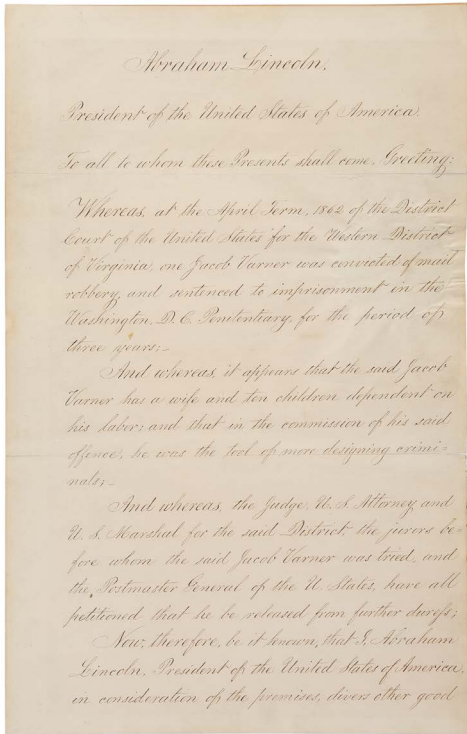 Abraham Lincoln,
President of the United States of America
To all to whom these Presents shall come, Greeting:
Whereas, at the April Term, 1862 of the District
Court of the United States for the Western District
of Virginia, one Jacob Varner was convicted of mail
robbery, and sentenced to imprisonment in the
Washington, D. C. Penitentiary, for the period of
three years;—
And whereas, it appears that the said Jacob
Varner has a wife and ten children dependent on
his labor; and that in the commission of his said
offence, he was the tool of more designing crimi-
nals;—
And whereas, the Judge, U. S. Attorney, and
U. S. Marshal for the said District, the jurors be-
fore whom the said Jacob Varner was tried, and
the Postmaster General of the U. States, have all
petitioned that he be released from further duress;
Now, therefore, be it known, that I, Abraham
Lincoln, President of the United States of America,
in consideration of the premises, divers other good